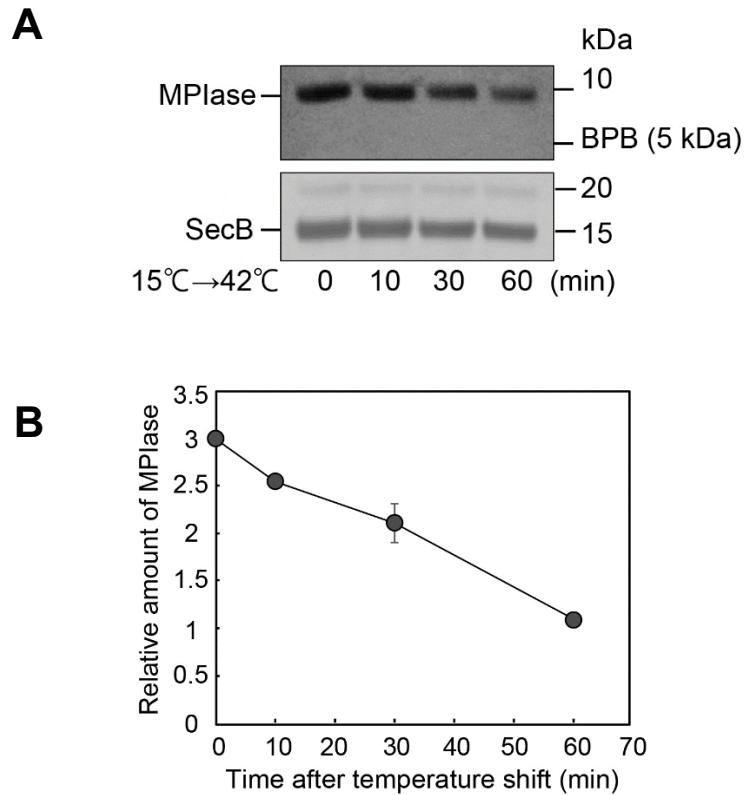 A
kDa
MPIase
10
BPB (5 kDa)
20
SecB
15
15℃→42℃ 0 10 30 60 (min)
B
Relative amount of MPIase
3.5
3
2.5
2
1.5
1
0.5
0
0 10 20 30 40 50 60 70
Time after temperature shift (min)